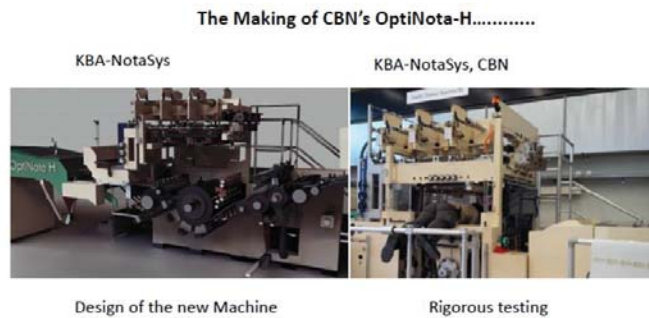 The Making of CBN's OptiNota-H............
KBA-NotaSys
KBA-NotaSys, CBN
OptiNota H
Design of the new Machine
Rigorous testing